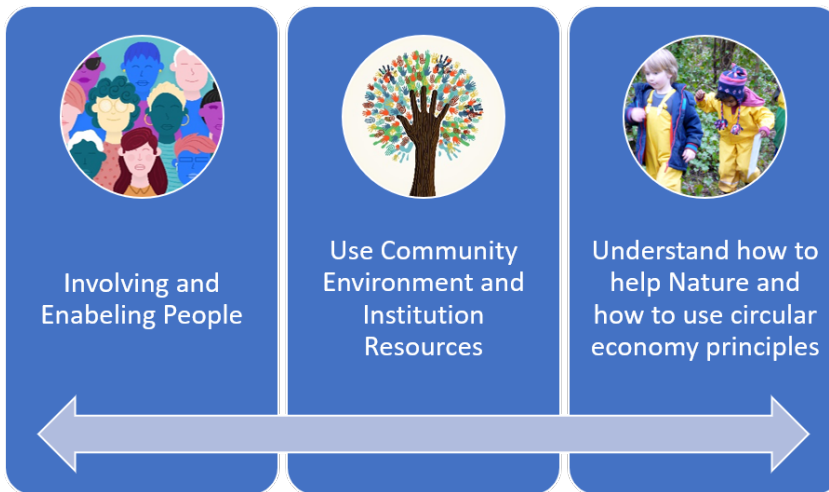 Involving and
Enabeling People
Use Community
Environment and
Institution
Resources
Understand how to
help Nature and
how to use circular
economy principles